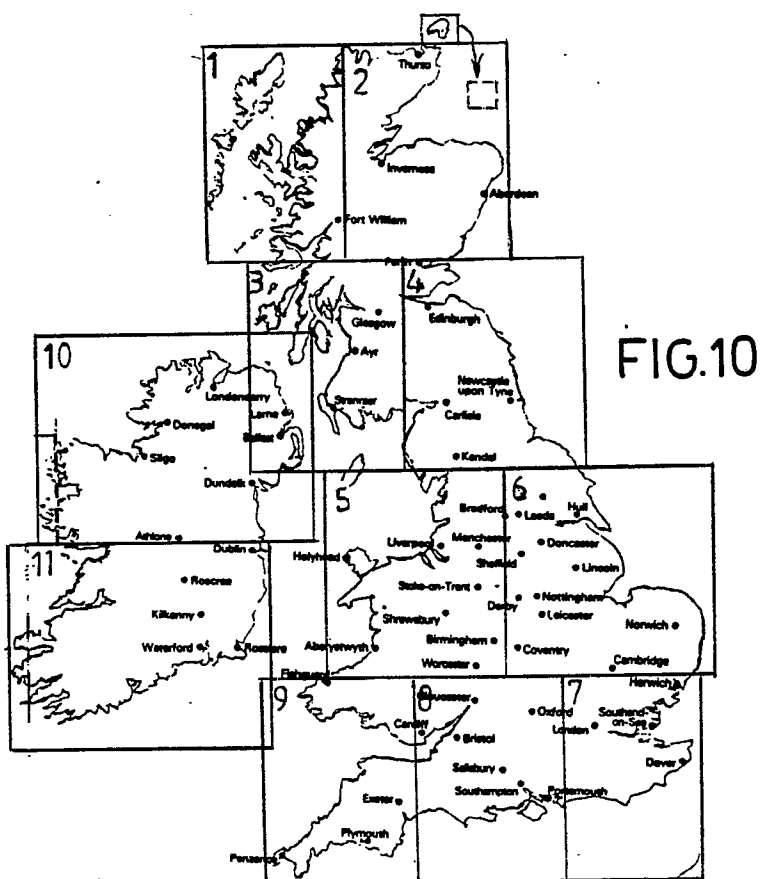 1
2
Thurso
Inverness
Aberdeen
Fort William
Perth
3
4
Glasgow
Edinburgh
FIG.10
10
Ayr
Londonderry
Larne
Stranraer
Newcastle
upon Tyne
Carlisle
Donegal
Belfast
Sligo
Kendal
Dundalk
5
6
Bradford
Leeds
Hull
Athlone
Dublin
Holyhead
Liverpool
Manchester
Doncaster
Sheffield
Lincoln
11
Roscrea
Stoke-on-Trent
Derby
Nottingham
Kilkenny
Shrewsbury
Leicester
Norwich
Waterford
Rosslare
Aberystwyth
Birmingham
Coventry
Worcester
Cambridge
Fishguard
Harwich
9
8
7
Gloucester
Oxford
Cardiff
Bristol
London
Southend-
on-Sea
Salisbury
Dover
Southampton
Portsmouth
Exeter
Plymouth
Penzance